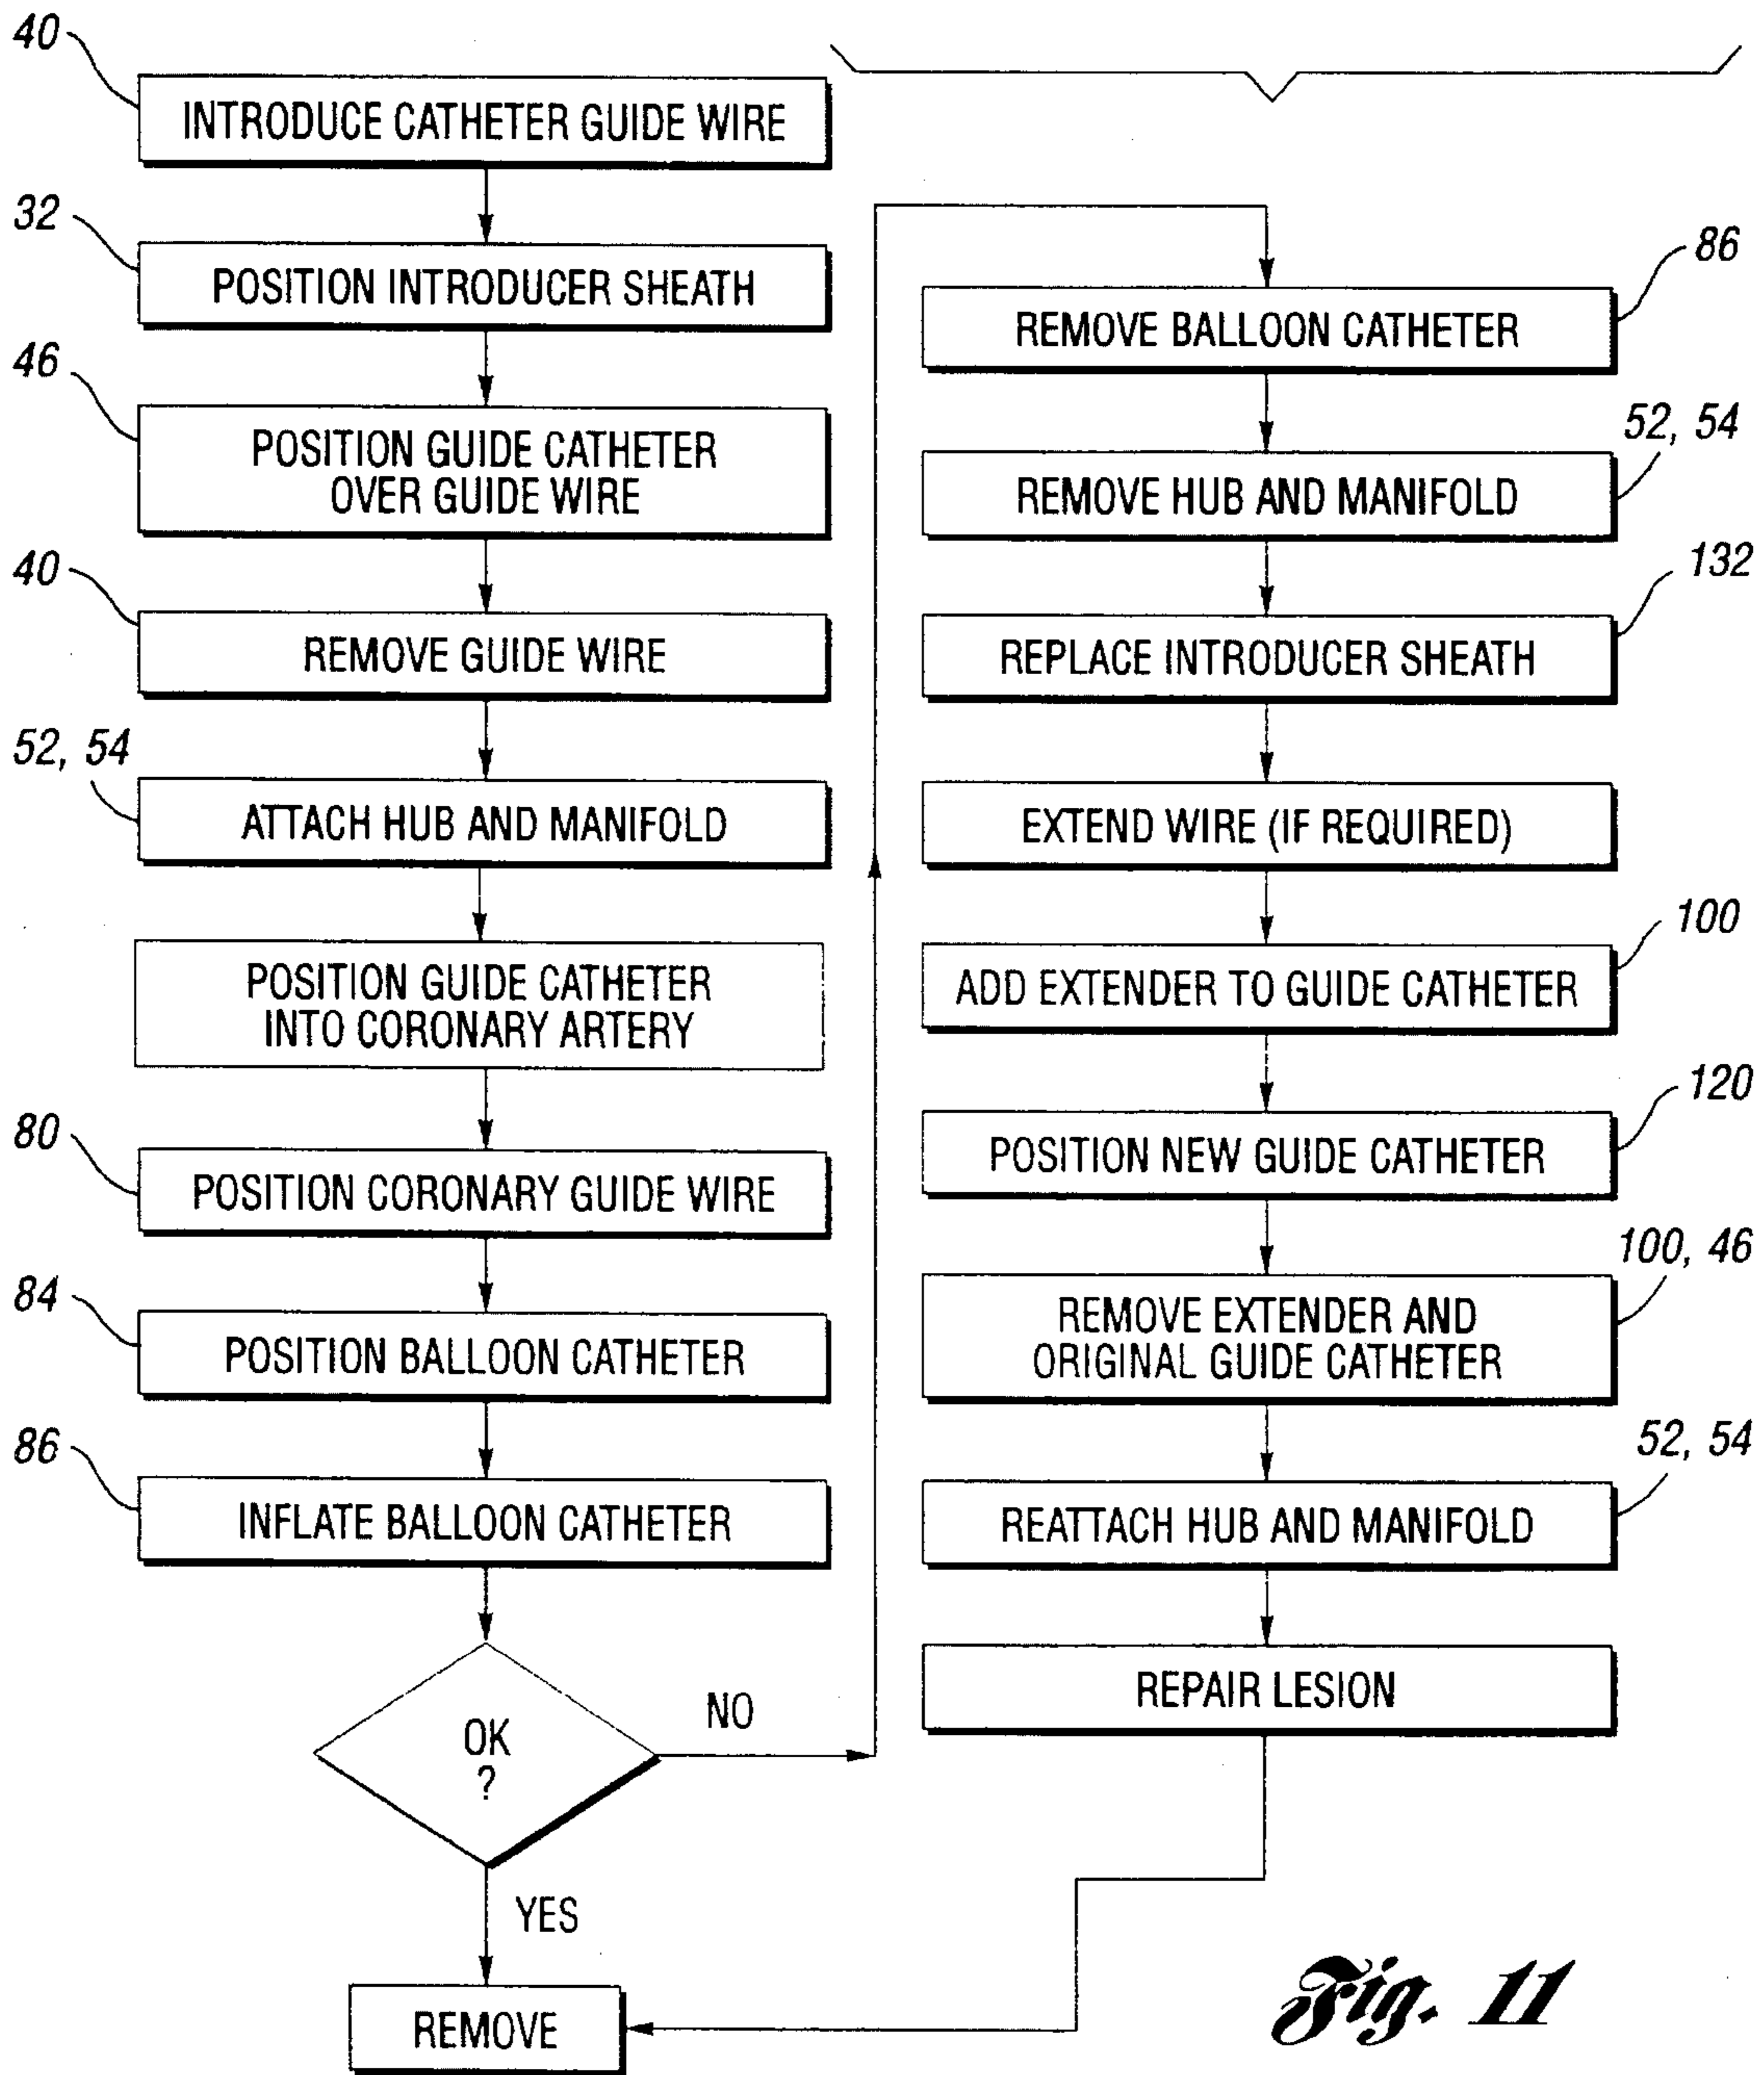 40
INTRODUCE CATHETER GUIDE WIRE
32
POSITION INTRODUCER SHEATH
46
POSITION GUIDE CATHETER
OVER GUIDE WIRE
40
REMOVE GUIDE WIRE
52, 54
ATTACH HUB AND MANIFOLD
POSITION GUIDE CATHETER
INTO CORONARY ARTERY
80
POSITION CORONARY GUIDE WIRE
84
POSITION BALLOON CATHETER
86
INFLATE BALLOON CATHETER
OK
?
NO
YES
REMOVE
86
REMOVE BALLOON CATHETER
52, 54
REMOVE HUB AND MANIFOLD
132
REPLACE INTRODUCER SHEATH
EXTEND WIRE (IF REQUIRED)
100
ADD EXTENDER TO GUIDE CATHETER
120
POSITION NEW GUIDE CATHETER
100, 46
REMOVE EXTENDER AND
ORIGINAL GUIDE CATHETER
52, 54
REATTACH HUB AND MANIFOLD
REPAIR LESION
Fig. 11